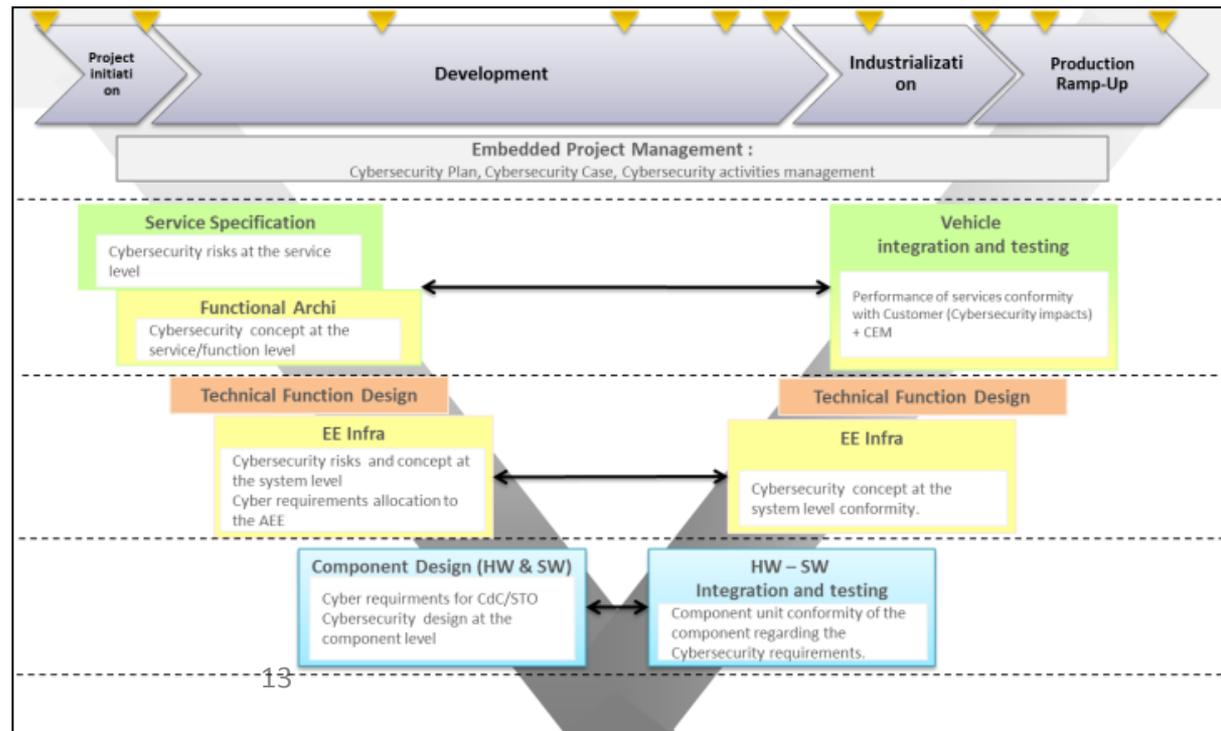 Project
initiati
on
Development
Industrializati
on
Production
Ramp-Up
Embedded Project Management :
Cybersecurity Plan, Cybersecurity Case, Cybersecurity activities management
Service Specification
Cybersecurity risks at the service
level
Functional Archi
Cybersecurity concept at the
service/function level
Vehicle
integration and testing
Performance of services conformity
with Customer (Cybersecurity impacts)
+ CEM
Technical Function Design
EE Infra
Cybersecurity risks and concept at
the system level
Cyber requirements allocation to
the AEE
Technical Function Design
EE Infra
Cybersecurity concept at the
system level conformity.
Component Design (HW & SW)
Cyber requirments for CdC/STO
Cybersecurity design at the
component level
HW – SW
Integration and testing
Component unit conformity of the
component regarding the
Cybersecurity requirements.
13